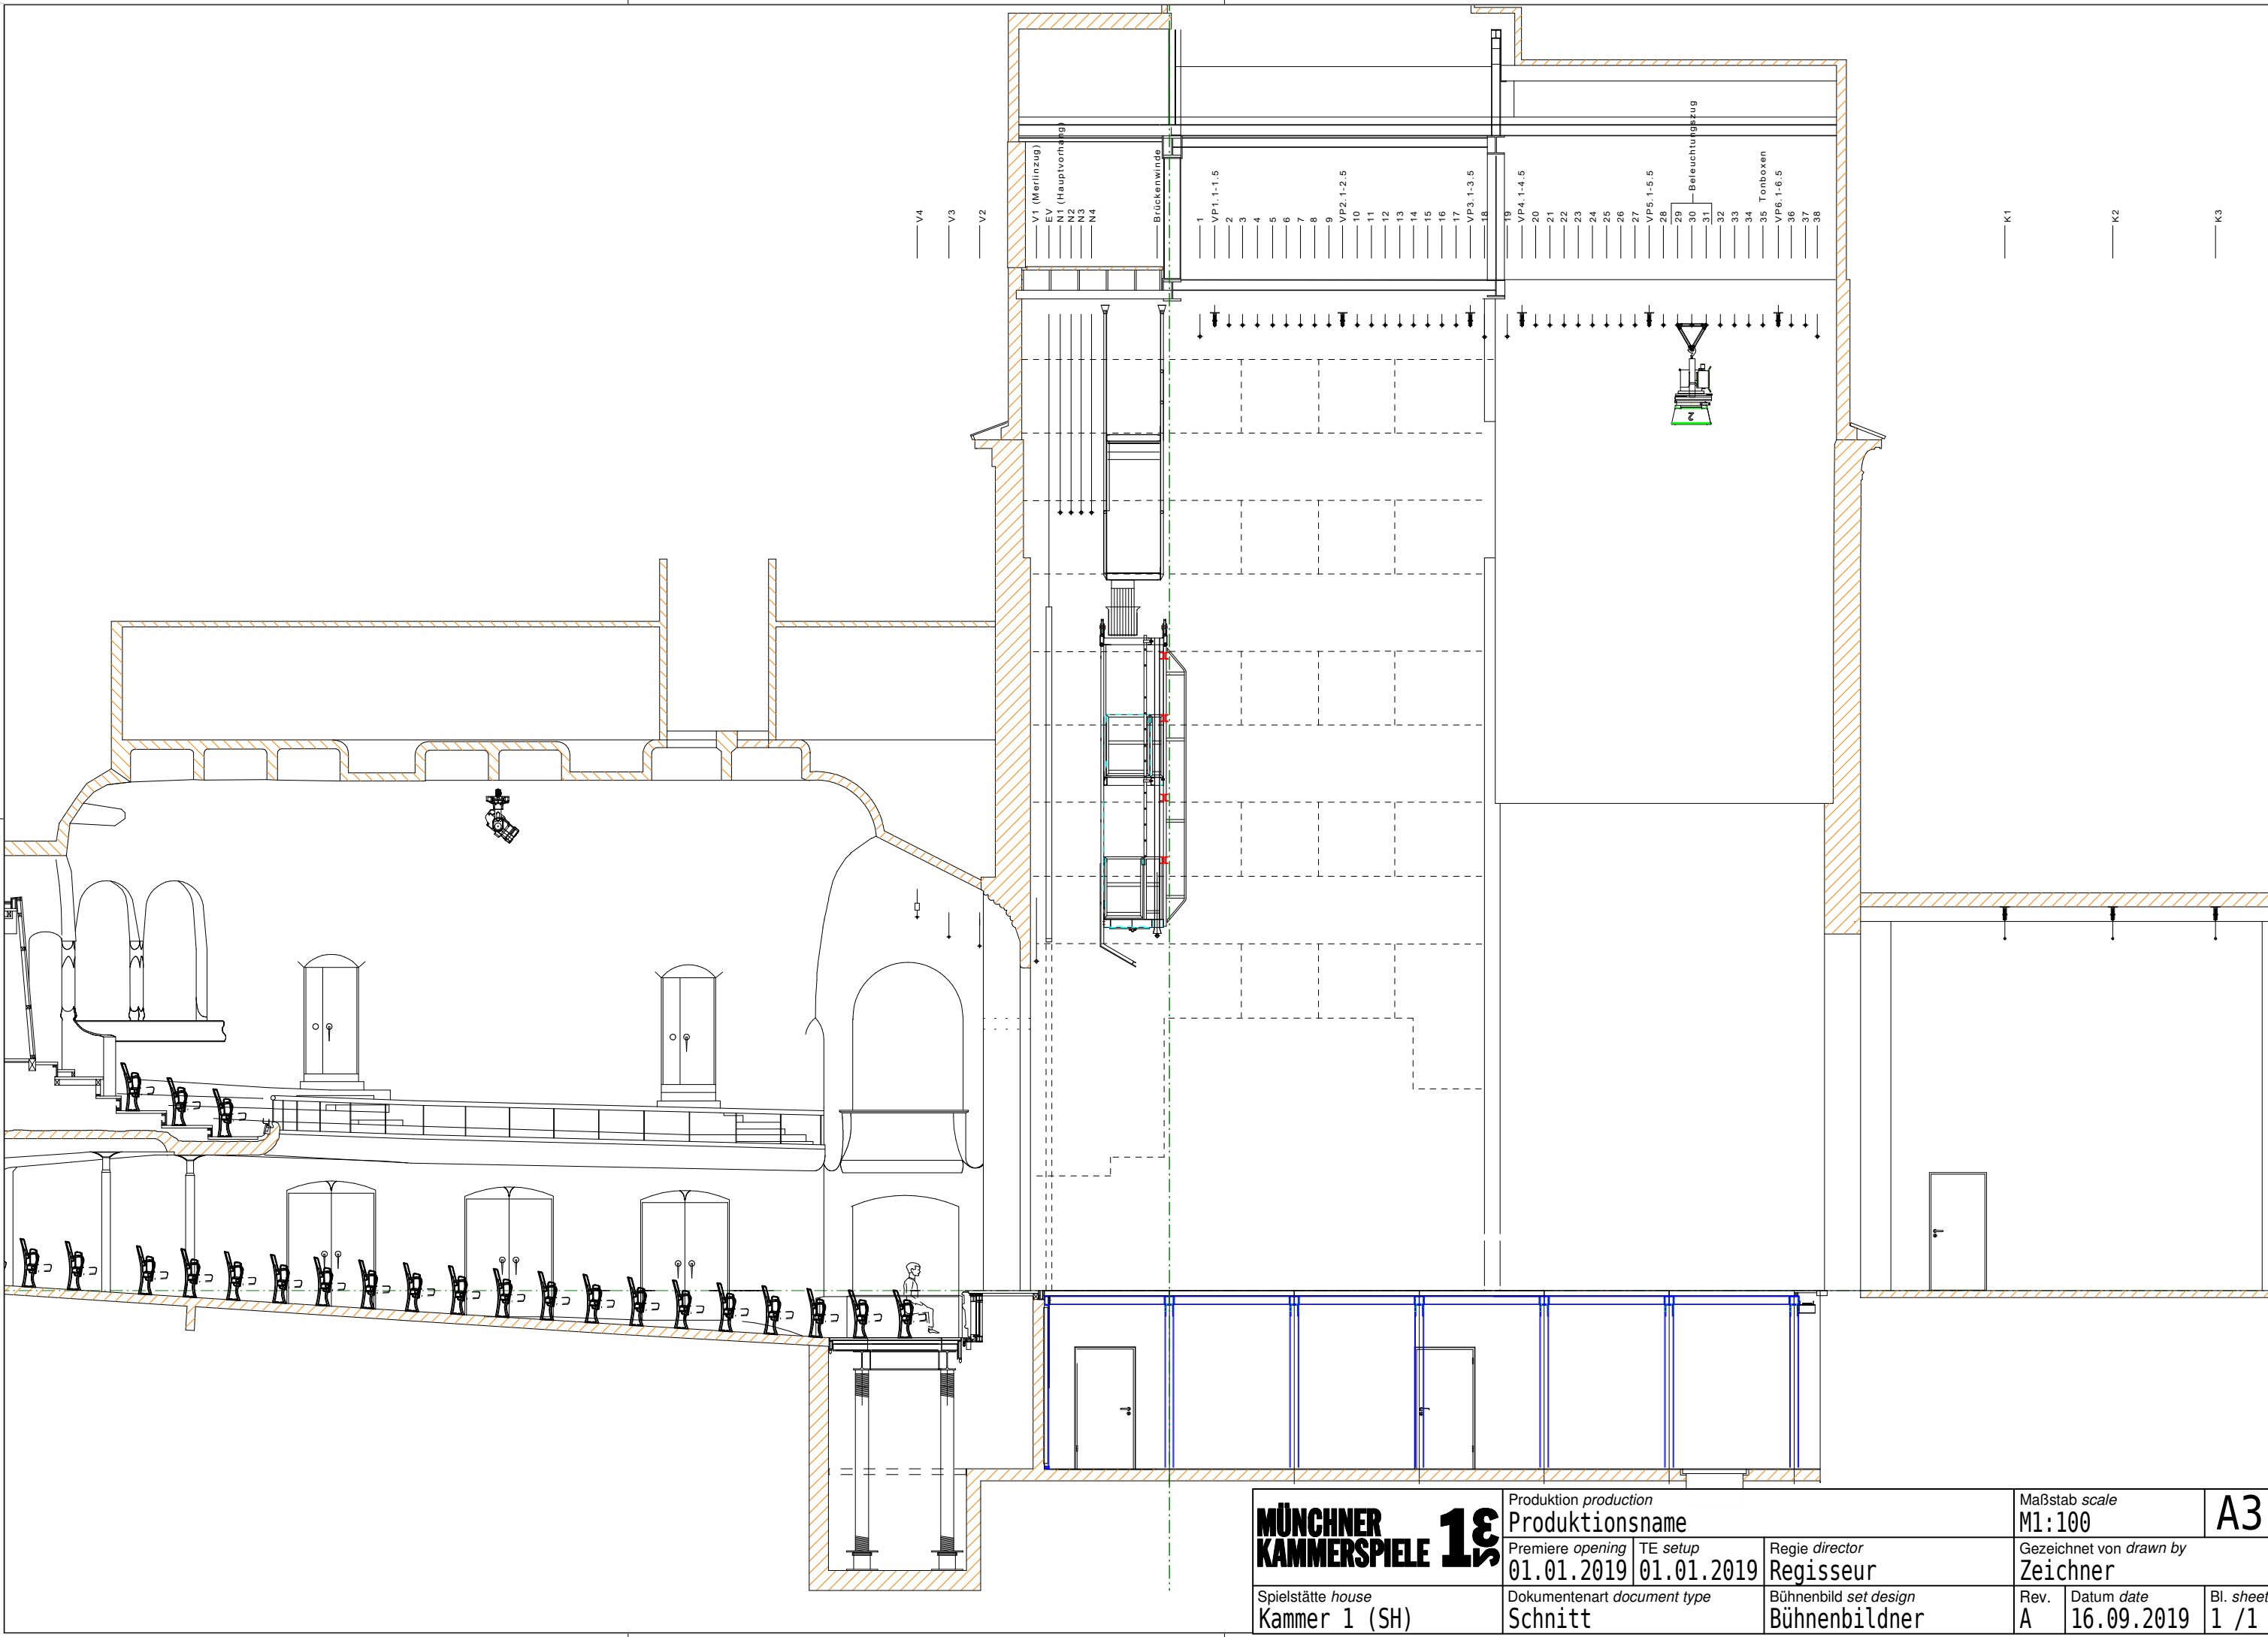 V4
V3
V2
V1 (Merlinzug)
EV
N1 (Hauptvorhang)
N2
N3
N4
Brückenwinde
1
VP1.1-1.5
2
3
4
5
6
7
8
9
VP2.1-2.5
10
11
12
13
14
15
16
17
VP3.1-3.5
18
19
VP4.1-4.5
20
21
22
23
24
25
26
27
VP5.1-5.5
28
29
30
31
Beleuchtungszug
32
33
34
35 Tonboxen
VP6.1-6.5
36
37
38
K1
K2
K3
Z
MÜNCHNER
KAMMERSPIELE
Produktion production
Produktionsname
Maßstab scale
M1:100
A3
Premiere opening
01.01.2019
TE setup
01.01.2019
Regie director
Regisseur
Gezeichnet von drawn by
Zeichner
Spielstätte house
Kammer 1 (SH)
Dokumentenart document type
Schnitt
Bühnenbild set design
Bühnenbildner
Rev.
A
Datum date
16.09.2019
Bl. sheet
1 /1